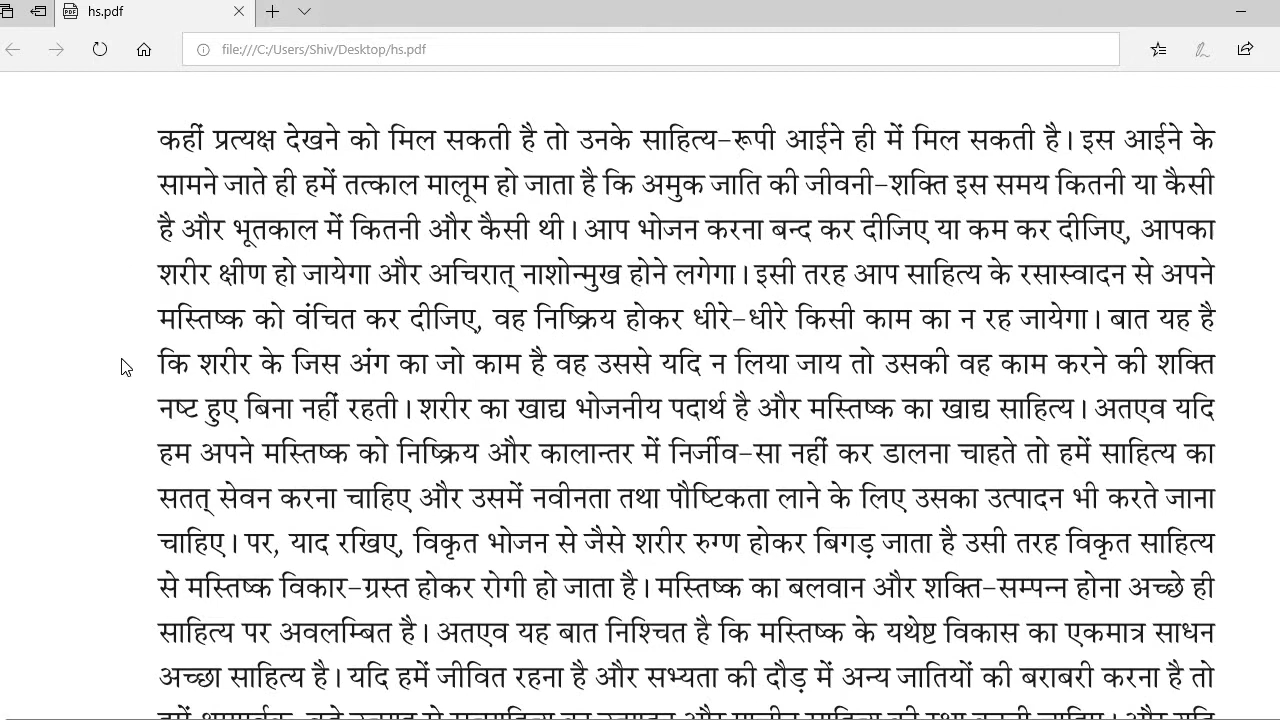 hs.pdf
file:///C:/Users/Shiv/Desktop/hs.pdf
कहीं प्रत्यक्ष देखने को मिल सकती है तो उनके साहित्य-रूपी आईने ही में मिल सकती है। इस आईने के
सामने जाते ही हमें तत्काल मालूम हो जाता है कि अमुक जाति की जीवनी-शक्ति इस समय कितनी या कैसी
है और भूतकाल में कितनी और कैसी थी। आप भोजन करना बन्द कर दीजिए या कम कर दीजिए, आपका
शरीर क्षीण हो जायेगा और अचिरात् नाशोन्मुख होने लगेगा। इसी तरह आप साहित्य के रसास्वादन से अपने
मस्तिष्क को वंचित कर दीजिए, वह निष्क्रिय होकर धीरे-धीरे किसी काम का न रह जायेगा। बात यह है
कि शरीर के जिस अंग का जो काम है वह उससे यदि न लिया जाय तो उसकी वह काम करने की शक्ति
नष्ट हुए बिना नहीं रहती। शरीर का खाद्य भोजनीय पदार्थ है और मस्तिष्क का खाद्य साहित्य। अतएव यदि
हम अपने मस्तिष्क को निष्क्रिय और कालान्तर में निर्जीव-सा नहीं कर डालना चाहते तो हमें साहित्य का
सतत् सेवन करना चाहिए और उसमें नवीनता तथा पौष्टिकता लाने के लिए उसका उत्पादन भी करते जाना
चाहिए। पर, याद रखिए, विकृत भोजन से जैसे शरीर रुग्ण होकर बिगड़ जाता है उसी तरह विकृत साहित्य
से मस्तिष्क विकार-ग्रस्त होकर रोगी हो जाता है। मस्तिष्क का बलवान और शक्ति-सम्पन्न होना अच्छे ही
साहित्य पर अवलम्बित है। अतएव यह बात निश्चित है कि मस्तिष्क के यथेष्ट विकास का एकमात्र साधन
अच्छा साहित्य है। यदि हमें जीवित रहना है और सभ्यता की दौड़ में अन्य जातियों की बराबरी करना है तो